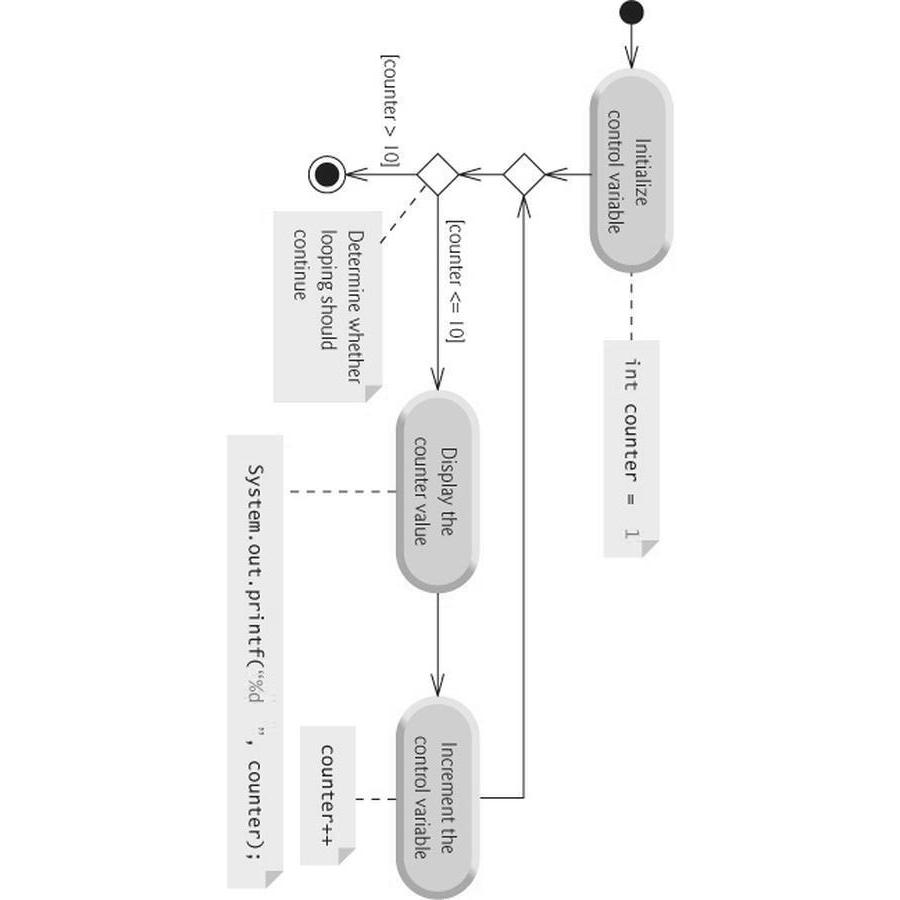 Initialize
control variable
int counter = 1
[counter > 10]
[counter <= 10]
Determine whether
looping should
continue
Display the
counter value
System.out.printf(“%d ”, counter);
Increment the
control variable
counter++